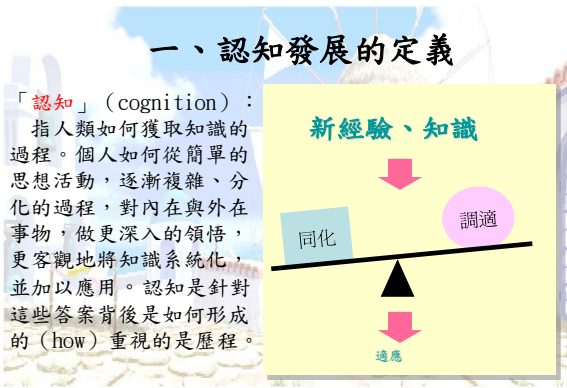 一、認知發展的定義
「認知」（cognition）：
指人類如何獲取知識的
過程。個人如何從簡單的
思想活動，逐漸複雜、分
化的過程，對內在與外在
事物，做更深入的領悟，
更客觀地將知識系統化，
並加以應用。認知是針對
這些答案背後是如何形成
的（how）重視的是歷程。
新經驗、知識
同化
調適
適應